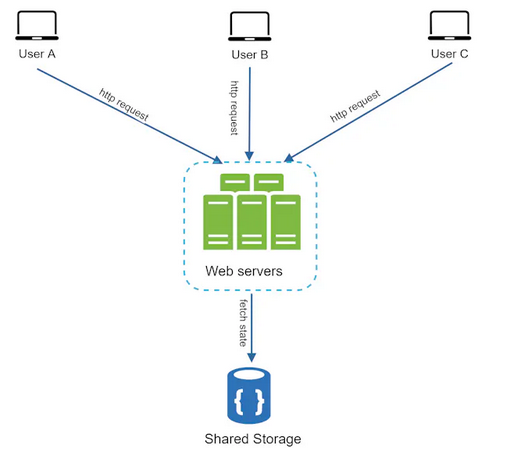 User A
User B
User C
http request
http request
http request
Web servers
fetch state
{ }
Shared Storage